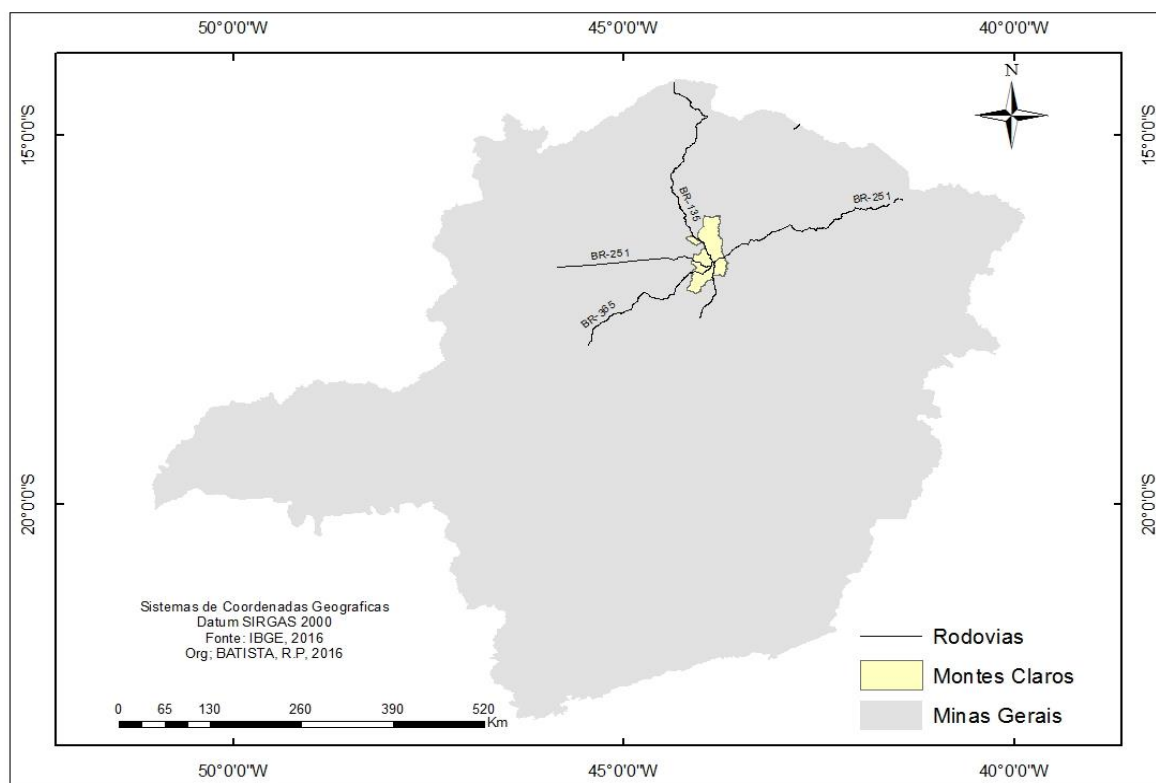 50°0'0"W
45°0'0"W
40°0'0"W
N
15°0'0"S
15°0'0"S
BR-135
BR-251
BR-251
BR-365
20°0'0"S
20°0'0"S
Sistemas de Coordenadas Geograficas
Datum SIRGAS 2000
Fonte: IBGE, 2016
Org; BATISTA, R.P, 2016
Rodovias
Montes Claros
Minas Gerais
0 65 130 260 390 520
Km
50°0'0"W
45°0'0"W
40°0'0"W